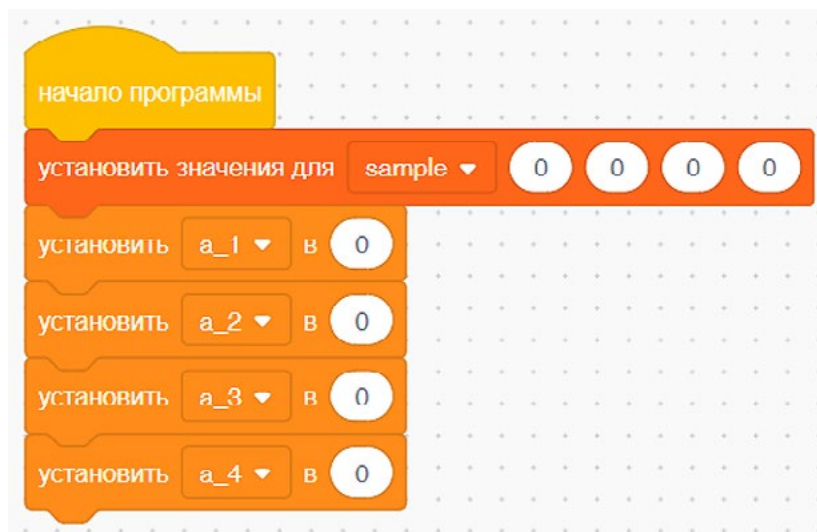 начало программы
установить значения для sample 0 0 0 0
установить a_1 в 0
установить a_2 в 0
установить a_3 в 0
установить a_4 в 0